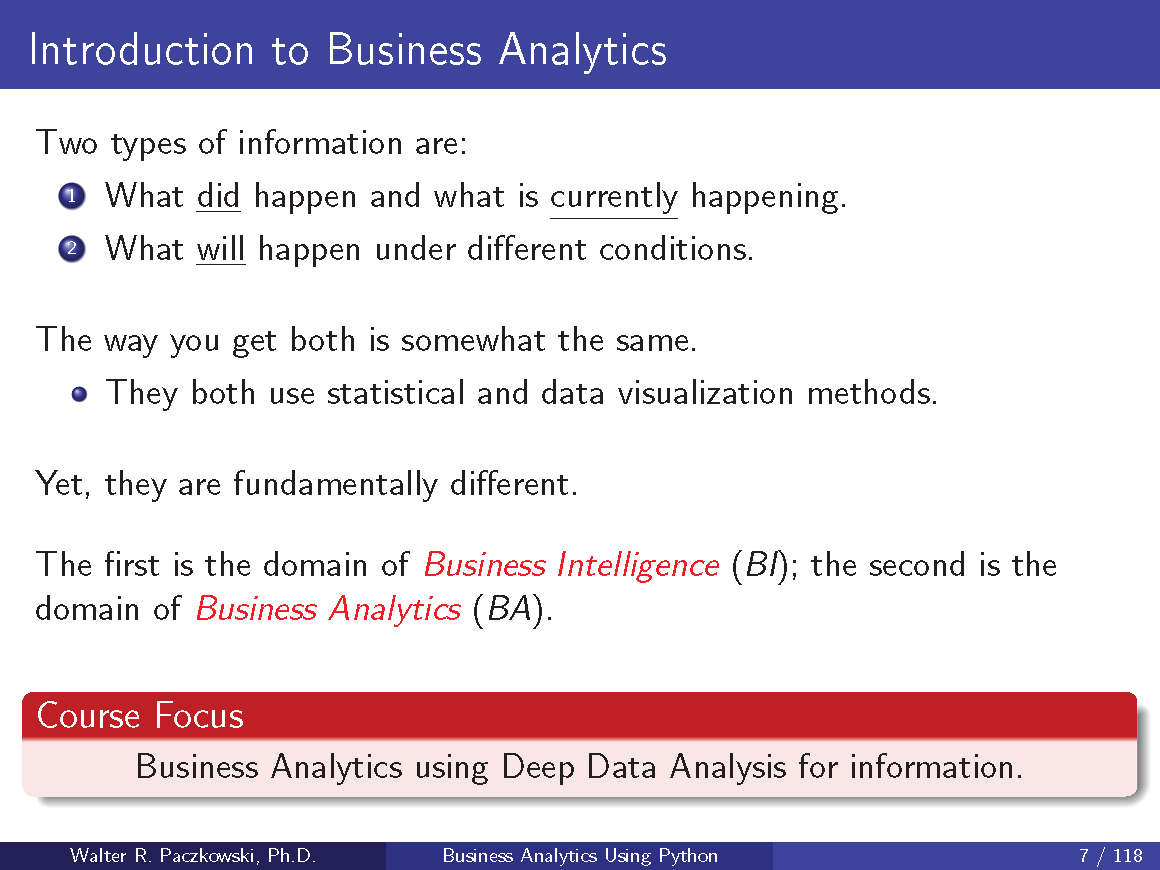 Introduction to Business Analytics
Two types of information are:
1 What did happen and what is currently happening.
2 What will happen under different conditions.
The way you get both is somewhat the same.
They both use statistical and data visualization methods.
Yet, they are fundamentally different.
The first is the domain of Business Intelligence (BI); the second is the
domain of Business Analytics (BA).
Course Focus
Business Analytics using Deep Data Analysis for information.
Walter R. Paczkowski, Ph.D. Business Analytics Using Python 7 / 118